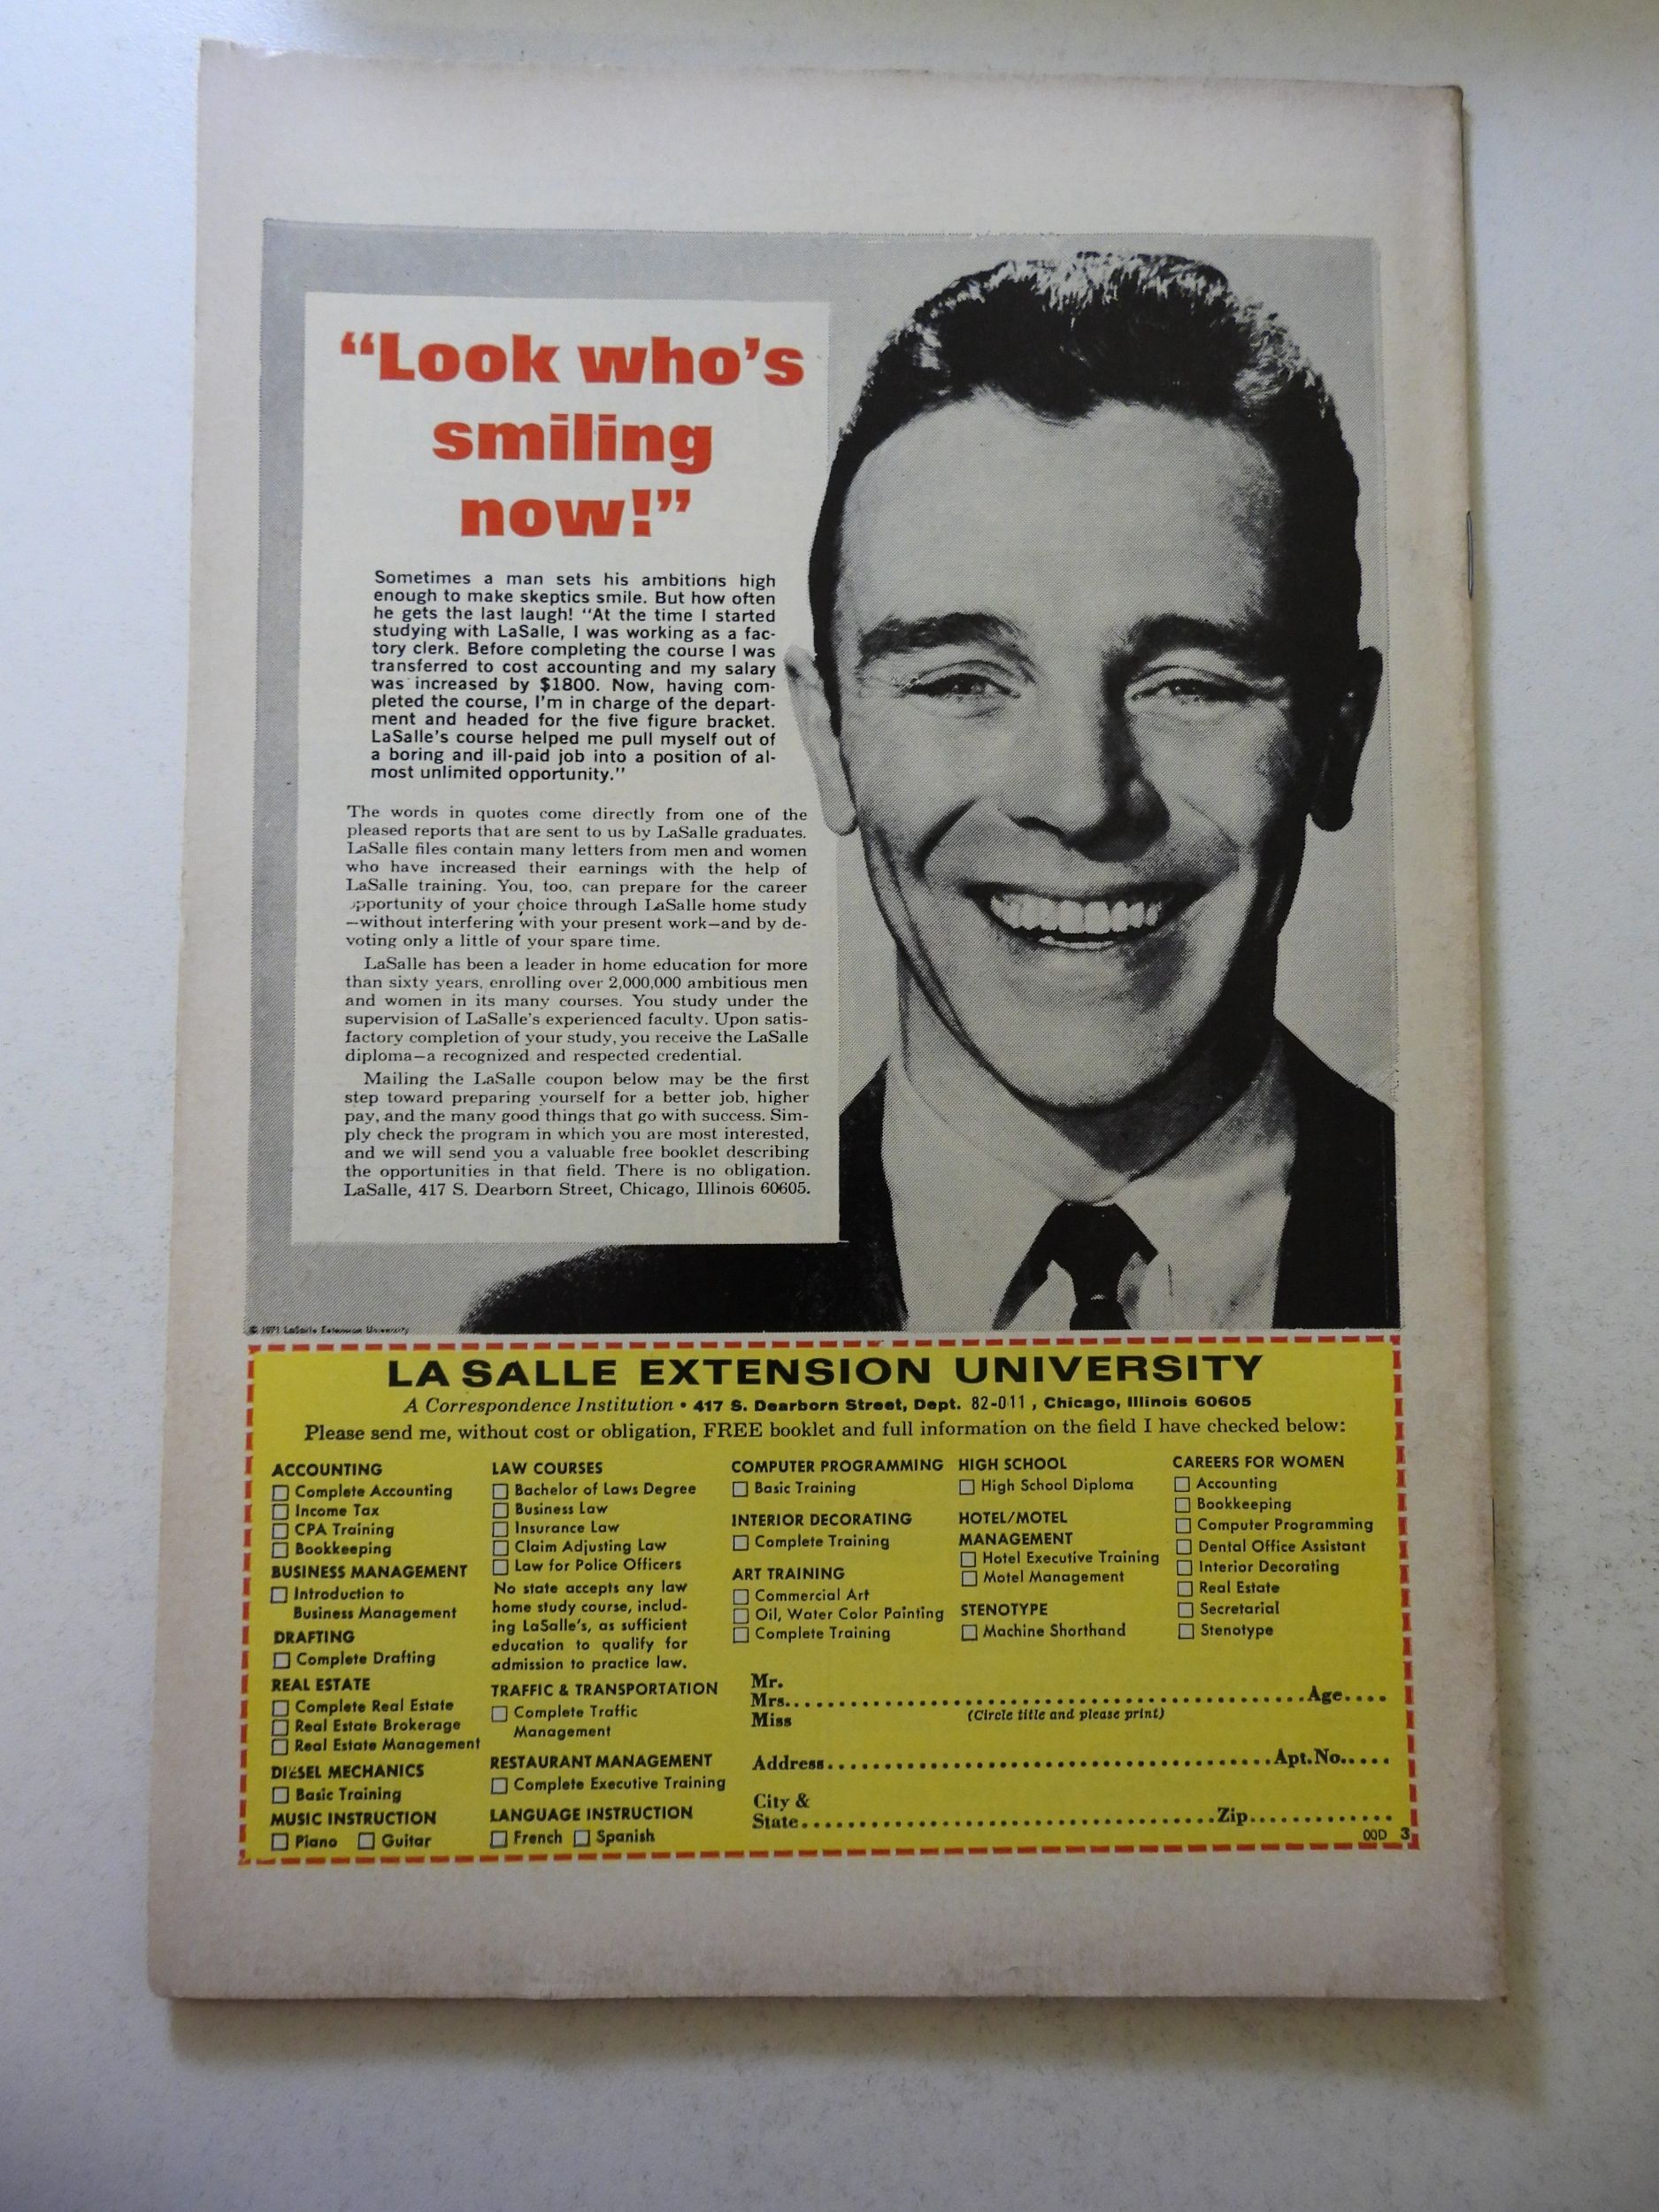 “Look who’s
smiling
now!”
Sometimes a man sets his ambitions high
enough to make skeptics smile. But how often
he gets the last laugh! “At the time I started
studying with LaSalle, I was working as a fac-
tory clerk. Before completing the course I was
transferred to cost accounting and my salary
was increased by $1800. Now, having com-
pleted the course, I’m in charge of the depart-
ment and headed for the five figure bracket.
LaSalle’s course helped me pull myself out of
a boring and ill-paid job into a position of al-
most unlimited opportunity.”
The words in quotes come directly from one of the
pleased reports that are sent to us by LaSalle graduates.
LaSalle files contain many letters from men and women
who have increased their earnings with the help of
LaSalle training. You, too, can prepare for the career
opportunity of your choice through LaSalle home study
—without interfering with your present work—and by de-
voting only a little of your spare time.
LaSalle has been a leader in home education for more
than sixty years, enrolling over 2,000,000 ambitious men
and women in its many courses. You study under the
supervision of LaSalle’s experienced faculty. Upon satis-
factory completion of your study, you receive the LaSalle
diploma—a recognized and respected credential.
Mailing the LaSalle coupon below may be the first
step toward preparing yourself for a better job, higher
pay, and the many good things that go with success. Sim-
ply check the program in which you are most interested,
and we will send you a valuable free booklet describing
the opportunities in that field. There is no obligation.
LaSalle, 417 S. Dearborn Street, Chicago, Illinois 60605.
© 1971 LaSalle Extension University
LA SALLE EXTENSION UNIVERSITY
A Correspondence Institution • 417 S. Dearborn Street, Dept. 82-011, Chicago, Illinois 60605
Please send me, without cost or obligation, FREE booklet and full information on the field I have checked below:
ACCOUNTING
Complete Accounting
Income Tax
CPA Training
Bookkeeping
BUSINESS MANAGEMENT
Introduction to
Business Management
DRAFTING
Complete Drafting
REAL ESTATE
Complete Real Estate
Real Estate Brokerage
Real Estate Management
DIESEL MECHANICS
Basic Training
MUSIC INSTRUCTION
Piano Guitar
LAW COURSES
Bachelor of Laws Degree
Business Law
Insurance Law
Claim Adjusting Law
Law for Police Officers
No state accepts any law
home study course, includ-
ing LaSalle’s, as sufficient
education to qualify for
admission to practice law.
TRAFFIC & TRANSPORTATION
Complete Traffic
Management
RESTAURANT MANAGEMENT
Complete Executive Training
LANGUAGE INSTRUCTION
French Spanish
COMPUTER PROGRAMMING
Basic Training
INTERIOR DECORATING
Complete Training
ART TRAINING
Commercial Art
Oil, Water Color Painting
Complete Training
HIGH SCHOOL
High School Diploma
HOTEL/MOTEL
MANAGEMENT
Hotel Executive Training
Motel Management
STENOTYPE
Machine Shorthand
CAREERS FOR WOMEN
Accounting
Bookkeeping
Computer Programming
Dental Office Assistant
Interior Decorating
Real Estate
Secretarial
Stenotype
Mr.
Mrs. Age
Miss (Circle title and please print)
Address Apt. No.
City &
State Zip
00D 3